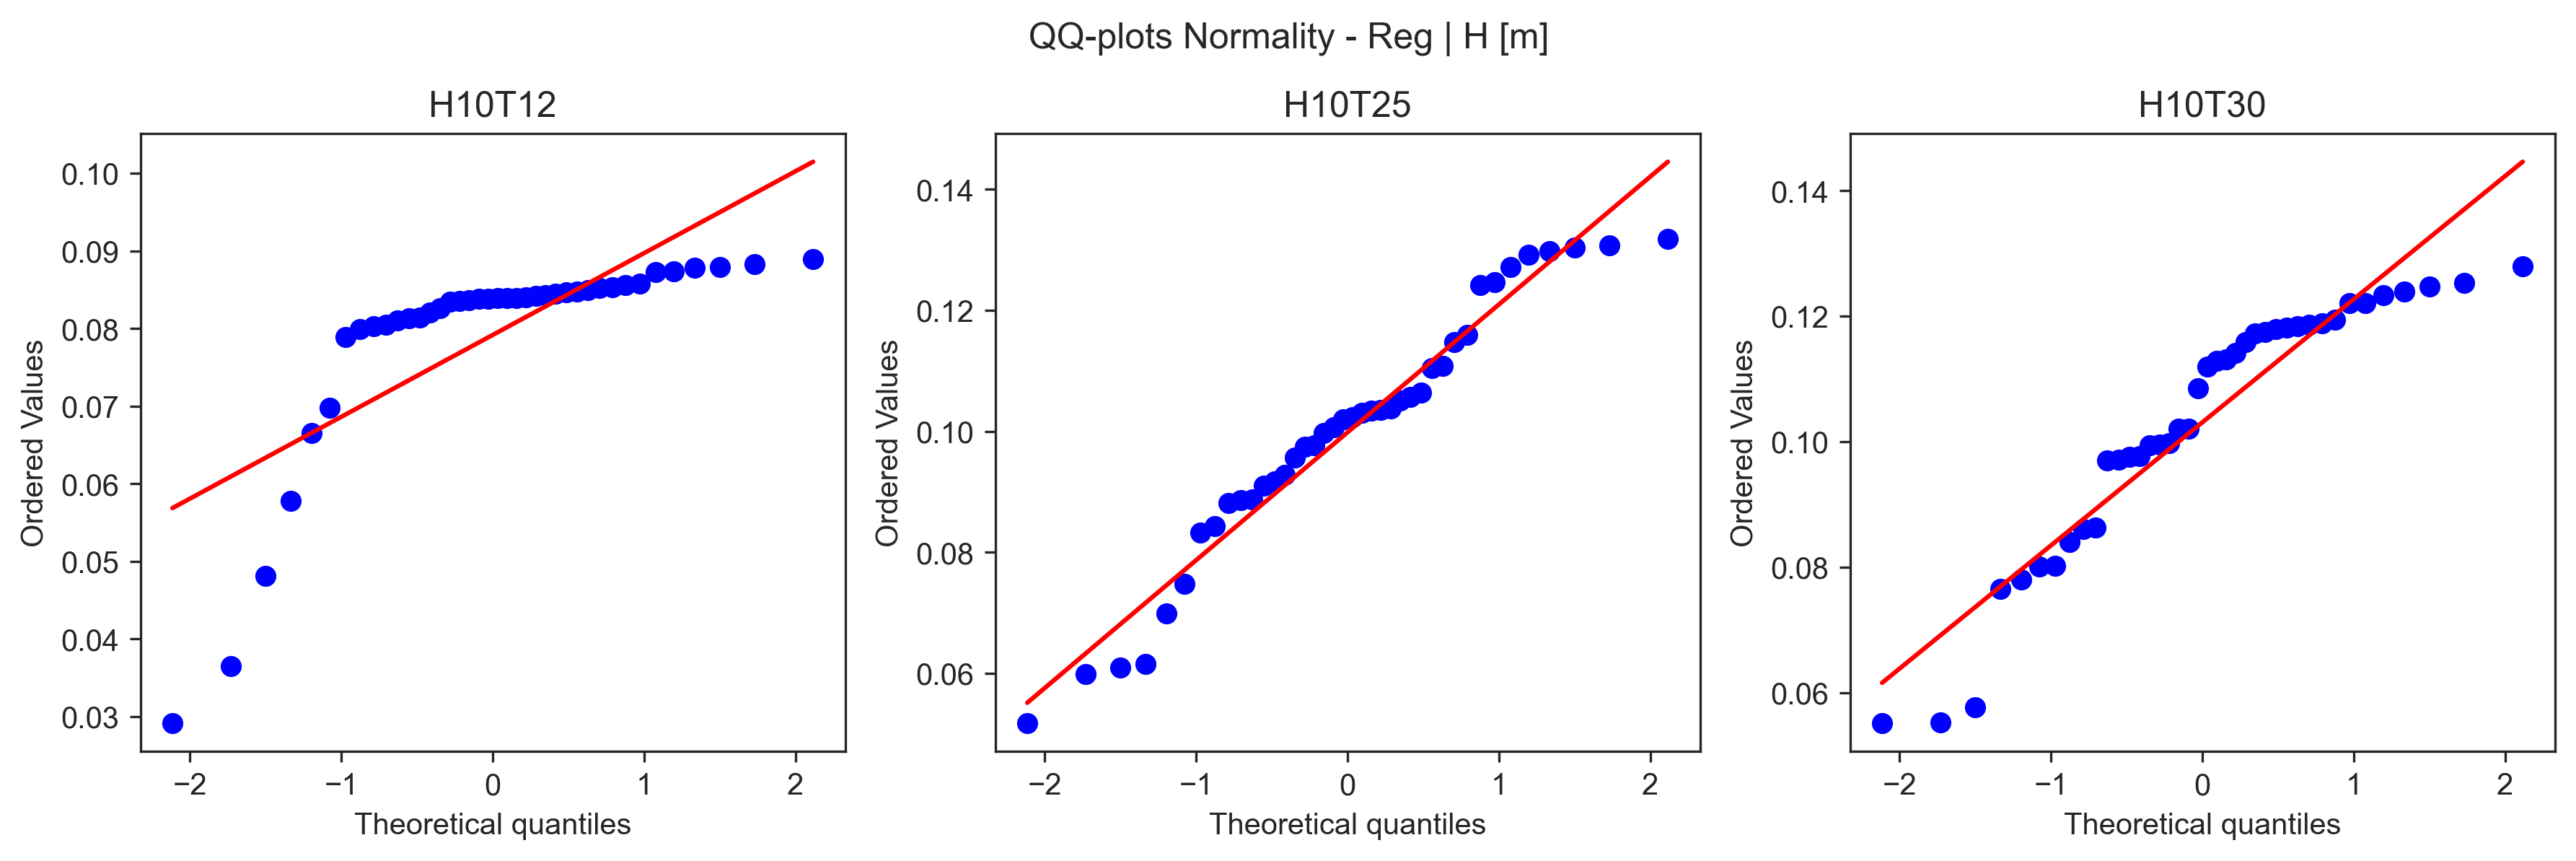 QQ-plots Normality - Reg | H [m]
H10T12
Ordered Values
0.10
0.09
0.08
0.07
0.06
0.05
0.04
0.03
−2 −1 0 1 2
Theoretical quantiles
H10T25
Ordered Values
0.14
0.12
0.10
0.08
0.06
−2 −1 0 1 2
Theoretical quantiles
H10T30
Ordered Values
0.14
0.12
0.10
0.08
0.06
−2 −1 0 1 2
Theoretical quantiles